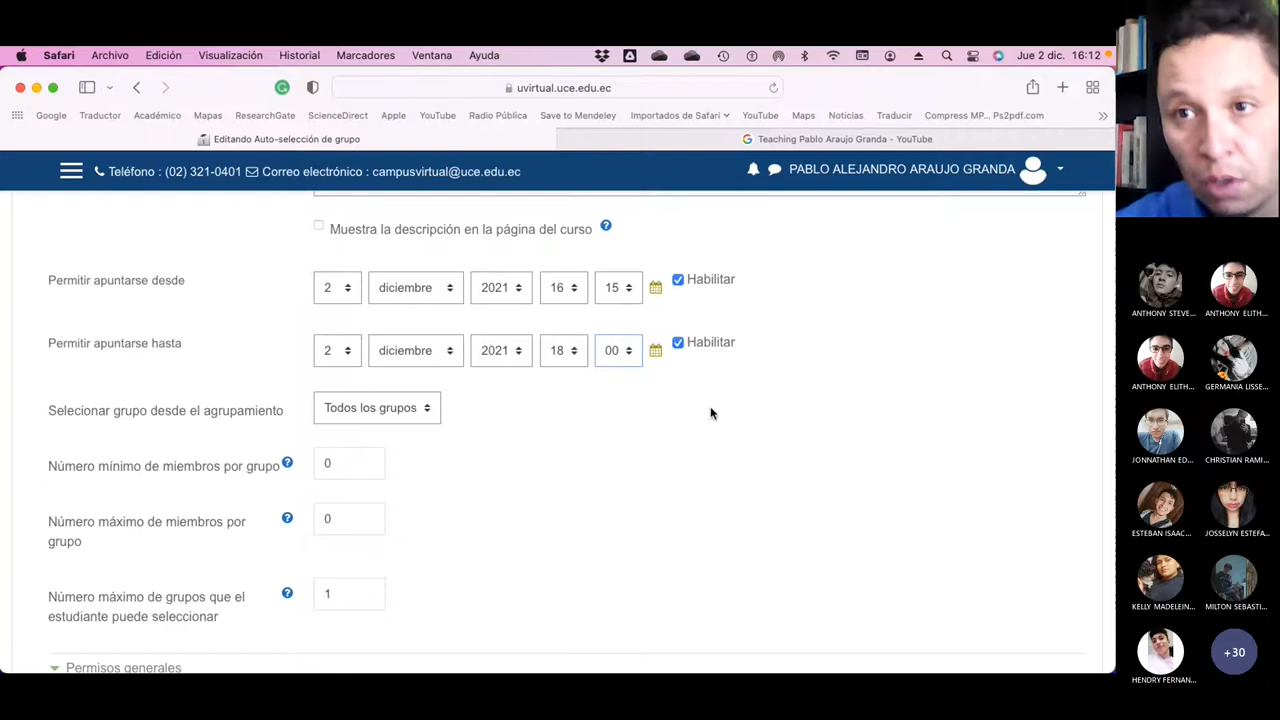 Safari Archivo Edición Visualización Historial Marcadores Ventana Ayuda Jue 2 dic. 16:12
uvirtual.uce.edu.ec
Google Traductor Académico Mapas ResearchGate ScienceDirect Apple YouTube Radio Pública Save to Mendeley Importados de Safari YouTube Maps Noticias Traducir Compress MP... Ps2pdf.com
Editando Auto-selección de grupo Teaching Pablo Araujo Granda - YouTube
Teléfono : (02) 321-0401 Correo electrónico : campusvirtual@uce.edu.ec PABLO ALEJANDRO ARAUJO GRANDA
Muestra la descripción en la página del curso
Permitir apuntarse desde 2 diciembre 2021 16 15 Habilitar
Permitir apuntarse hasta 2 diciembre 2021 18 00 Habilitar
Selecionar grupo desde el agrupamiento Todos los grupos
Número mínimo de miembros por grupo 0
Número máximo de miembros por
grupo
0
Número máximo de grupos que el
estudiante puede seleccionar
1
Permisos generales
ANTHONY STEVE... ANTHONY ELITH...
ANTHONY ELITH... GERMANIA LISSE...
JONNATHAN ED... CHRISTIAN RAMI...
ESTEBAN ISAAC... JOSSELYN ESTEFA...
KELLY MADELEIN... MILTON SEBASTI...
HENDRY FERNAN... +30